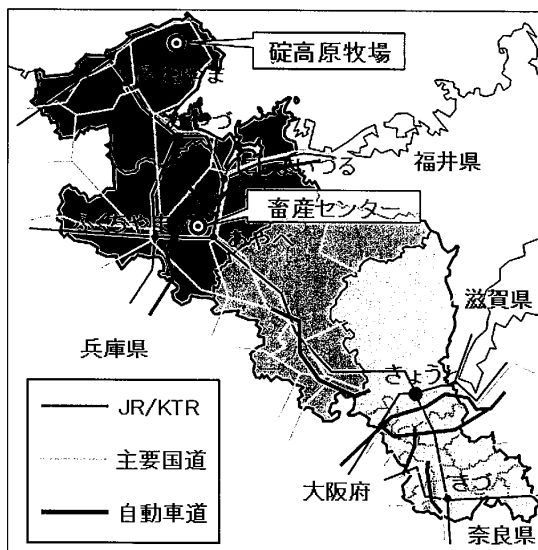 碇高原牧場
福井県
畜産センター
滋賀県
兵庫県
きょうと
JR/KTR
主要国道
大阪府
きづ
自動車道
奈良県